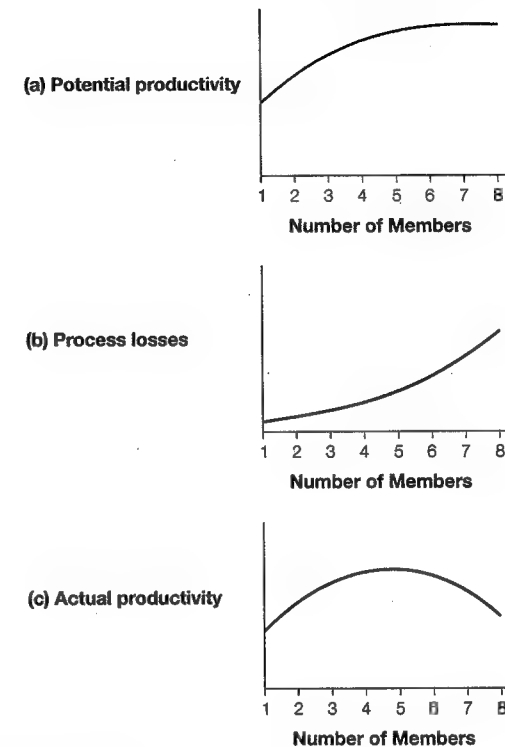 (a) Potential productivity
1 2 3 4 5 6 7 8
Number of Members
(b) Process losses
1 2 3 4 5 6 7 8
Number of Members
(c) Actual productivity
1 2 3 4 5 6 7 8
Number of Members